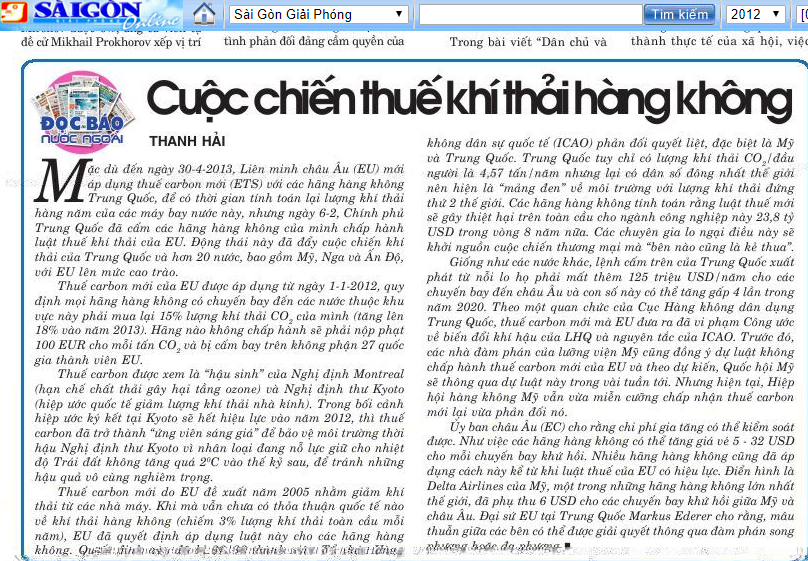 SÀIGÒN
GIẢI PHÓNG Online
Sài Gòn Giải Phóng
Tìm kiếm
2012
đề cử Mikhail Prokhorov xếp vị trí
tình phản đối đảng cầm quyền của
Trong bài viết “Dân chủ và
thành thực tế của xã hội, việc
ĐỌC BÁO
NƯỚC NGOÀI
Cuộc chiến thuế khí thải hàng không
THANH HẢI
Mặc dù đến ngày 30-4-2013, Liên minh châu Âu (EU) mới
áp dụng thuế carbon mới (ETS) với các hãng hàng không
Trung Quốc, để có thời gian tính toán lại lượng khí thải
hàng năm của các máy bay nước này, nhưng ngày 6-2, Chính phủ
Trung Quốc đã cấm các hãng hàng không của mình chấp hành
luật thuế khí thải của EU. Động thái này đã đẩy cuộc chiến khí
thải của Trung Quốc và hơn 20 nước, bao gồm Mỹ, Nga và Ấn Độ,
với EU lên mức cao trào.
Thuế carbon mới của EU được áp dụng từ ngày 1-1-2012, quy
định mọi hãng hàng không có chuyến bay đến các nước thuộc khu
vực này phải mua lại 15% lượng khí thải CO2 của mình (tăng lên
18% vào năm 2013). Hãng nào không chấp hành sẽ phải nộp phạt
100 EUR cho mỗi tấn CO2 và bị cấm bay trên không phận 27 quốc
gia thành viên EU.
Thuế carbon được xem là “hậu sinh” của Nghị định Montreal
(hạn chế chất thải gây hại tầng ozone) và Nghị định thư Kyoto
(hiệp ước quốc tế giảm lượng khí thải nhà kính). Trong bối cảnh
hiệp ước ký kết tại Kyoto sẽ hết hiệu lực vào năm 2012, thì thuế
carbon đã trở thành “ứng viên sáng giá” để bảo vệ môi trường thời
hậu Nghị định thư Kyoto vì nhân loại đang nỗ lực giữ cho nhiệt
độ Trái đất không tăng quá 2ºC vào thế kỷ sau, để tránh những
hậu quả vô cùng nghiêm trọng.
Thuế carbon mới do EU đề xuất năm 2005 nhằm giảm khí
thải từ các nhà máy. Khi mà vẫn chưa có thỏa thuận quốc tế nào
về khí thải hàng không (chiếm 3% lượng khí thải toàn cầu mỗi
năm), EU đã quyết định áp dụng luật này cho các hãng hàng
không.
không dân sự quốc tế (ICAO) phản đối quyết liệt, đặc biệt là Mỹ
và Trung Quốc. Trung Quốc tuy chỉ có lượng khí thải CO2/đầu
người là 4,57 tấn/năm nhưng lại có dân số đông nhất thế giới
nên hiện là “mảng đen” về môi trường với lượng khí thải đứng
thứ 2 thế giới. Các hãng hàng không tính toán rằng luật thuế mới
sẽ gây thiệt hại trên toàn cầu cho ngành công nghiệp này 23,8 tỷ
USD trong vòng 8 năm nữa. Các chuyên gia lo ngại điều này sẽ
khởi nguồn cuộc chiến thương mại mà “bên nào cũng là kẻ thua”.
Giống như các nước khác, lệnh cấm trên của Trung Quốc xuất
phát từ nỗi lo họ phải mất thêm 125 triệu USD/năm cho các
chuyến bay đến châu Âu và con số này có thể tăng gấp 4 lần trong
năm 2020. Theo một quan chức của Cục Hàng không dân dụng
Trung Quốc, thuế carbon mới mà EU đưa ra đã vi phạm Công ước
về biến đổi khí hậu của LHQ và nguyên tắc của ICAO. Trước đó,
các nhà đàm phán của lưỡng viện Mỹ cũng đồng ý dự luật không
chấp hành thuế carbon mới của EU và theo dự kiến, Quốc hội Mỹ
sẽ thông qua dự luật này trong vài tuần tới. Nhưng hiện tại, Hiệp
hội hàng không Mỹ vẫn vừa miễn cưỡng chấp nhận thuế carbon
mới lại vừa phản đối nó.
Ủy ban châu Âu (EC) cho rằng chi phí gia tăng có thể kiểm soát
được. Như việc các hãng hàng không có thể tăng giá vé 5 - 32 USD
cho mỗi chuyến bay khứ hồi. Nhiều hãng hàng không cũng đã áp
dụng cách này kể từ khi luật thuế của EU có hiệu lực. Điển hình là
Delta Airlines của Mỹ, một trong những hãng hàng không lớn nhất
thế giới, đã phụ thu 6 USD cho các chuyến bay khứ hồi giữa Mỹ và
châu Âu. Đại sứ EU tại Trung Quốc Markus Ederer cho rằng, mâu
thuẫn giữa các bên có thể được giải quyết thông qua đàm phán song
phương hoặc đa phương ■